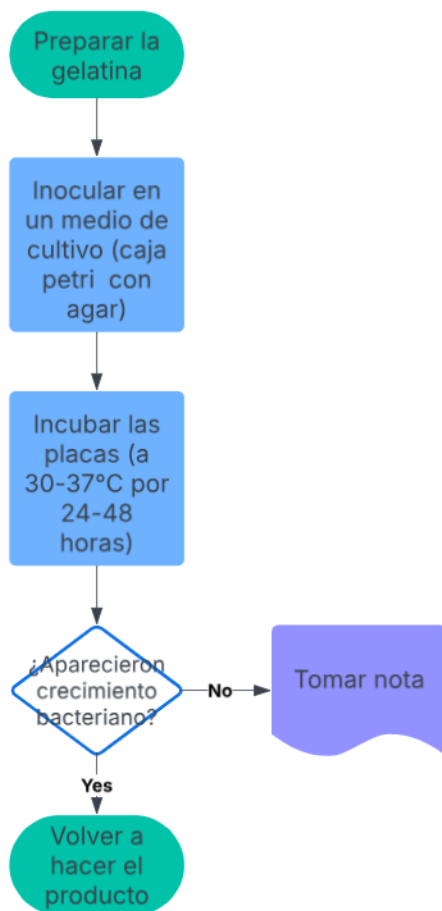 Preparar la
gelatina
Inocular en
un medio de
cultivo (caja
petri con
agar)
Incubar las
placas (a
30-37°C por
24-48
horas)
¿Aparecieron
crecimiento
bacteriano?
No
Tomar nota
Yes
Volver a
hacer el
producto